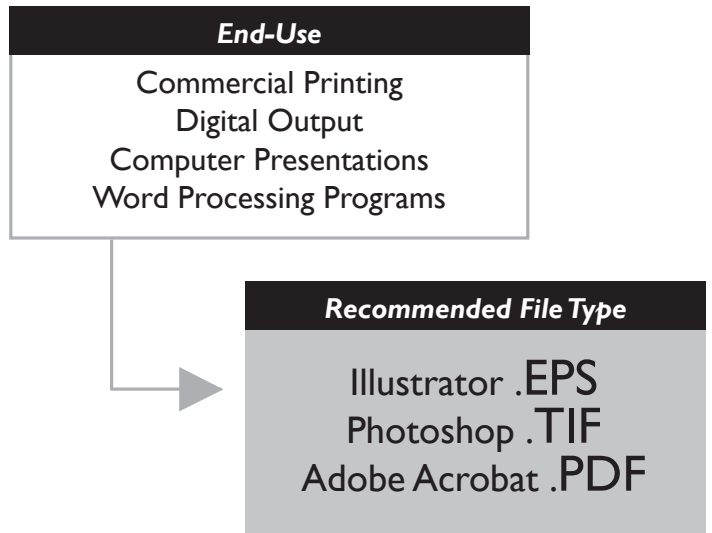 End-Use
Commercial Printing
Digital Output
Computer Presentations
Word Processing Programs
Recommended File Type
Illustrator .EPS
Photoshop .TIF
Adobe Acrobat .PDF